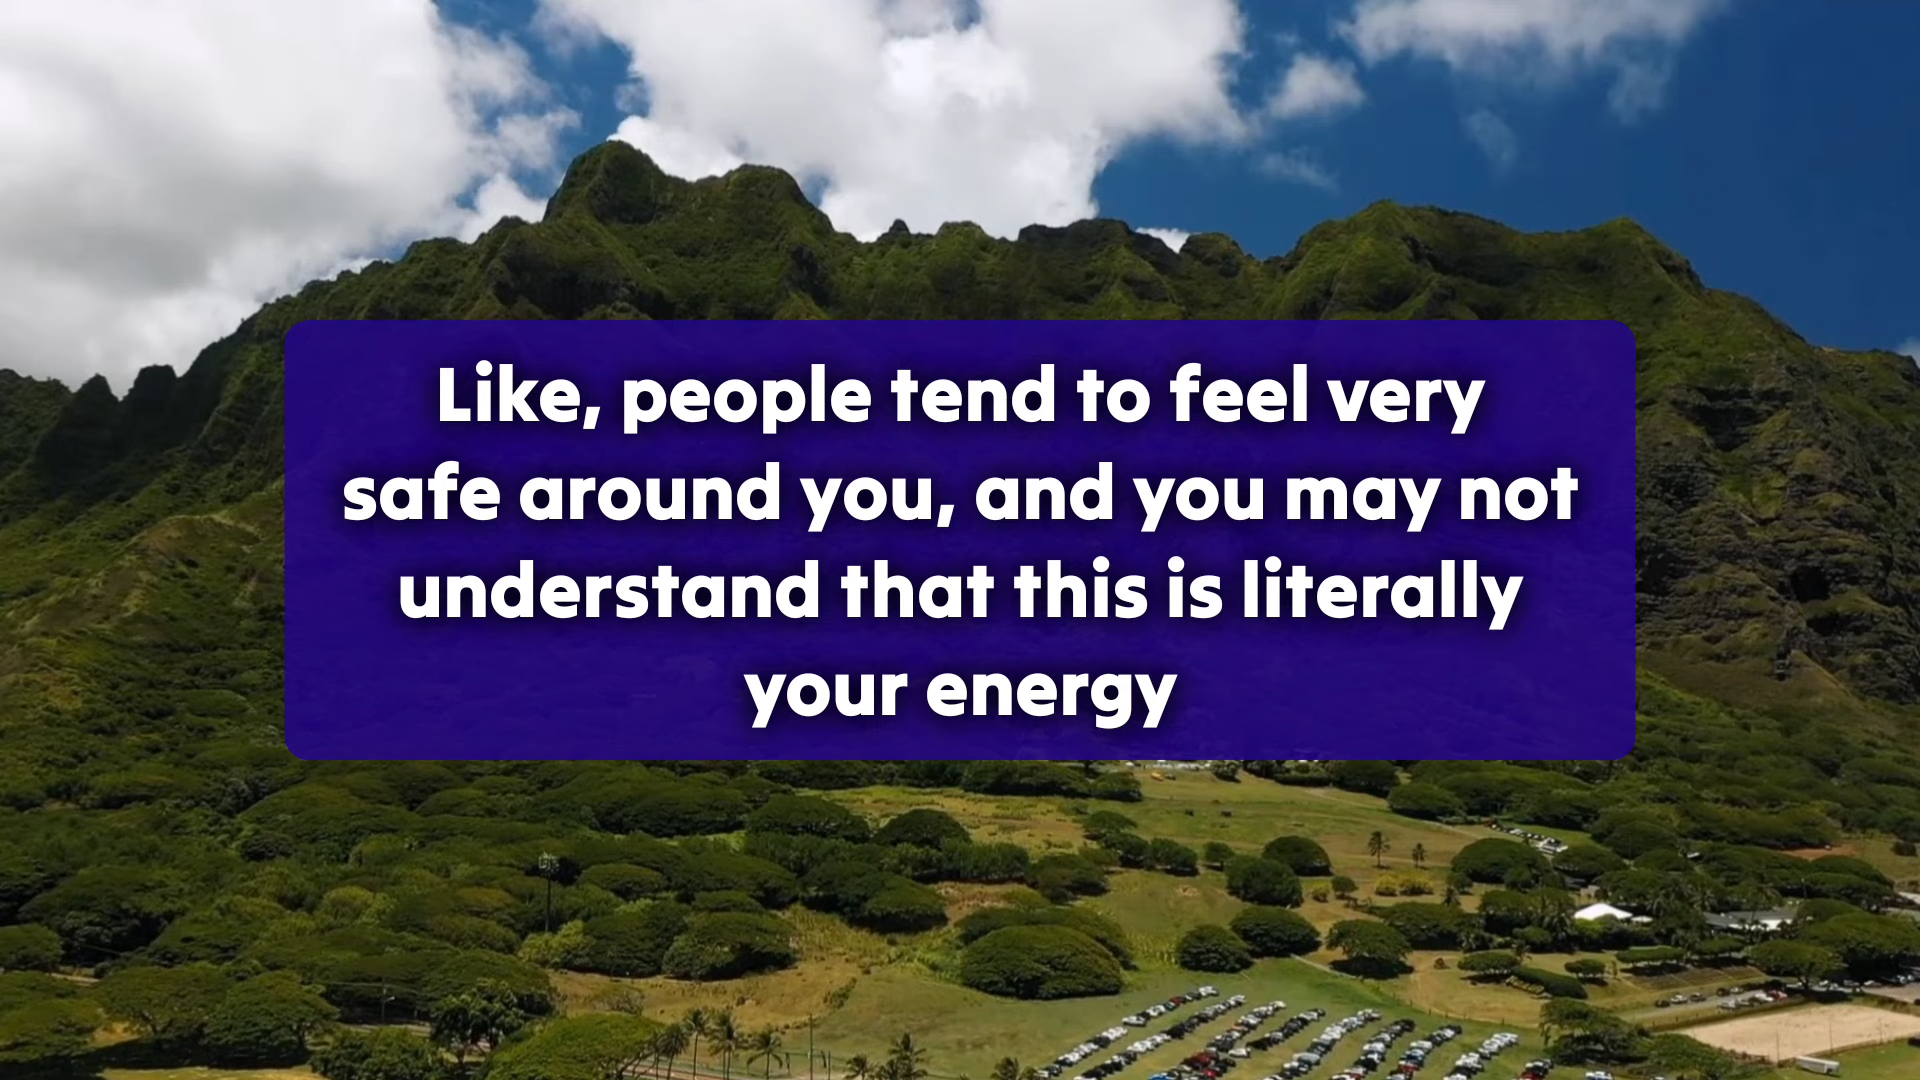 Like, people tend to feel very
safe around you, and you may not
understand that this is literally
your energy